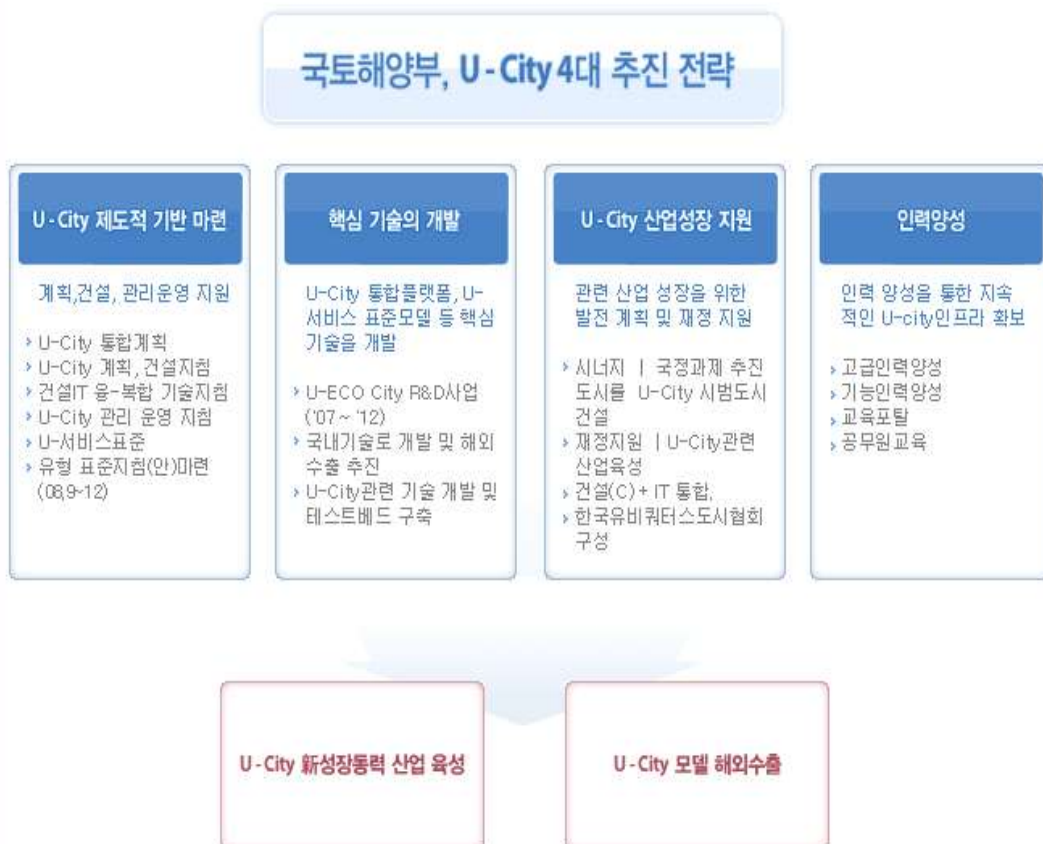 국토해양부, U-City 4대 추진 전략
U-City 제도적 기반 마련
계획,건설, 관리운영 지원
U-City 통합계획
U-City 계획, 건설지침
건설IT 융-복합 기술지침
U-City 관리 운영 지침
U-서비스표준
유형 표준지침(안)마련
(08,9~12)
핵심 기술의 개발
U-City 통합플랫폼, U-
서비스 표준모델 등 핵심
기술을 개발
U-ECO City R&D사업
('07 ~ '12)
국내기술로 개발 및 해외
수출 추진
U-City관련 기술 개발 및
테스트베드 구축
U-City 산업성장 지원
관련 산업 성장을 위한
발전 계획 및 재정 지원
시너지 | 국정과제 추진
도시를 U-City 시범도시
건설
재정지원 | U-City관련
산업육성
건설(C) + IT 통합,
한국유비쿼터스도시협회
구성
인력양성
인력 양성을 통한 지속
적인 U-city인프라 확보
고급인력양성
기능인력양성
교육포탈
공무원교육
U-City 新성장동력 산업 육성
U-City 모델 해외수출